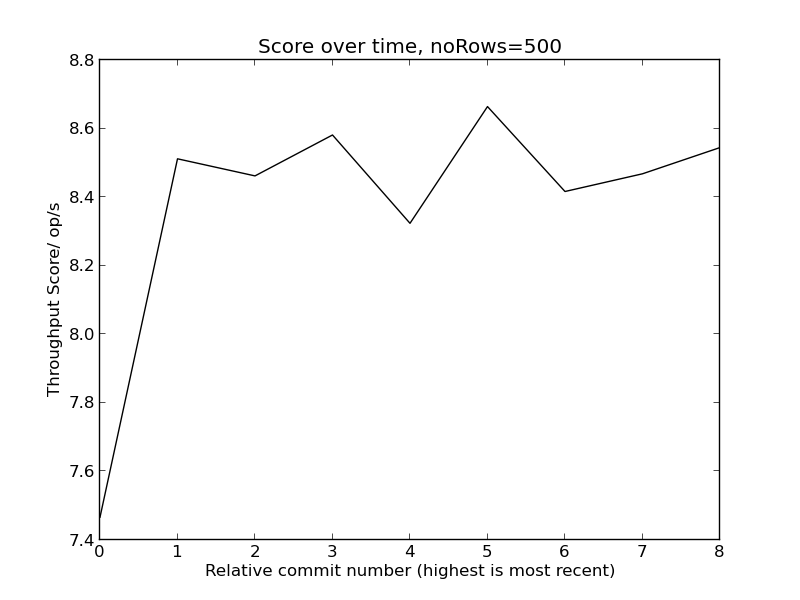 Score over time, noRows=500
8.8
8.6
8.4
8.2
8.0
7.8
7.6
7.4
Throughput Score/ op/s
0 1 2 3 4 5 6 7 8
Relative commit number (highest is most recent)